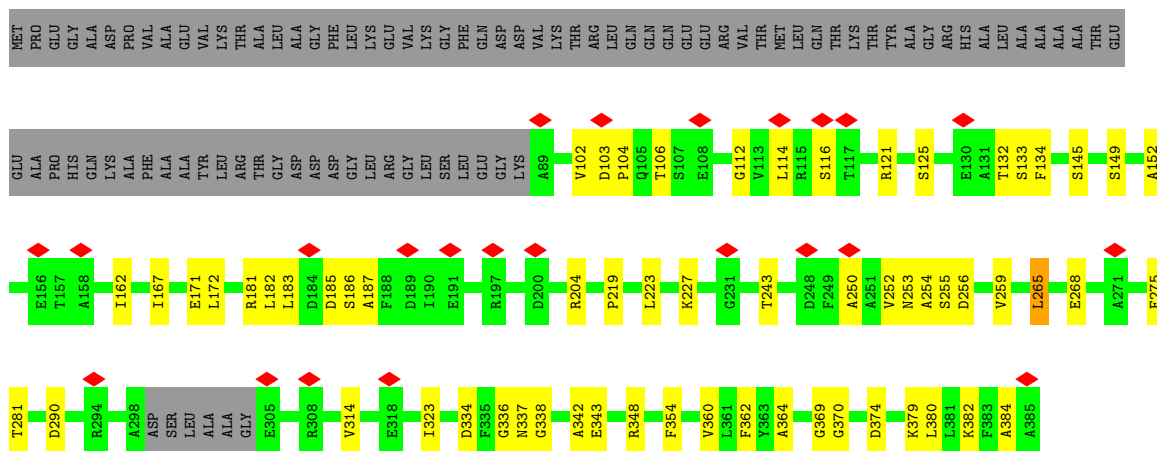 MET PRO GLU GLY ALA ASP PRO VAL ALA GLU VAL LYS THR ALA LEU ALA GLY PHE LEU LYS GLU VAL LYS GLY PHE GLN ASP ASP VAL LYS THR ARG LEU GLN GLN GLN GLU GLU ARG VAL THR MET LEU GLN THR LYS THR TYR ALA GLY ARG HIS ALA LEU ALA ALA ALA ALA ALA THR GLU
GLU ALA PRO HIS GLN LYS ALA PHE ALA ALA TYR LEU ARG THR GLY ASP ASP ASP GLY LEU ARG GLY LEU SER LEU GLU GLY LYS A89 V102 D103 P104 Q105 T106 S107 E108 G112 V113 L114 R115 S116 T117 R121 S125 E130 A131 T132 S133 F134 S145 S149 A152
E156 T157 A158 I162 I167 E171 L172 R181 L182 L183 D184 D185 S186 A187 F188 D189 I190 E191 R197 D200 R204 P219 L223 K227 G231 T243 D248 F249 A250 A251 V252 N253 A254 S255 D256 V259 L265 E268 A271 E275
T281 D290 R294 A298 ASP SER LEU ALA ALA GLY E305 R308 V314 E318 I323 D334 F335 G336 N337 G338 A342 E343 R348 F354 V360 L361 F362 Y363 A364 G369 G370 D374 K379 L380 L381 K382 F383 A384 A385